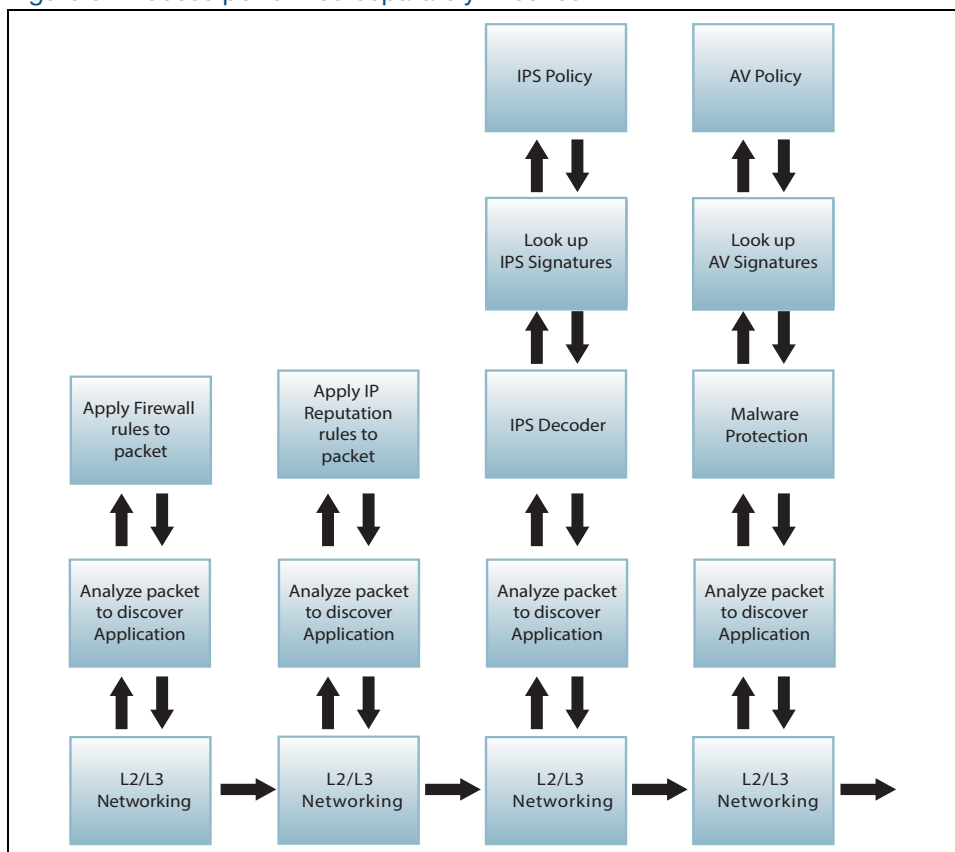 IPS Policy
AV Policy
Look up
IPS Signatures
Look up
AV Signatures
Apply Firewall
rules to
packet
Apply IP
Reputation
rules to
packet
IPS Decoder
Malware
Protection
Analyze packet
to discover
Application
Analyze packet
to discover
Application
Analyze packet
to discover
Application
Analyze packet
to discover
Application
L2/L3
Networking
L2/L3
Networking
L2/L3
Networking
L2/L3
Networking